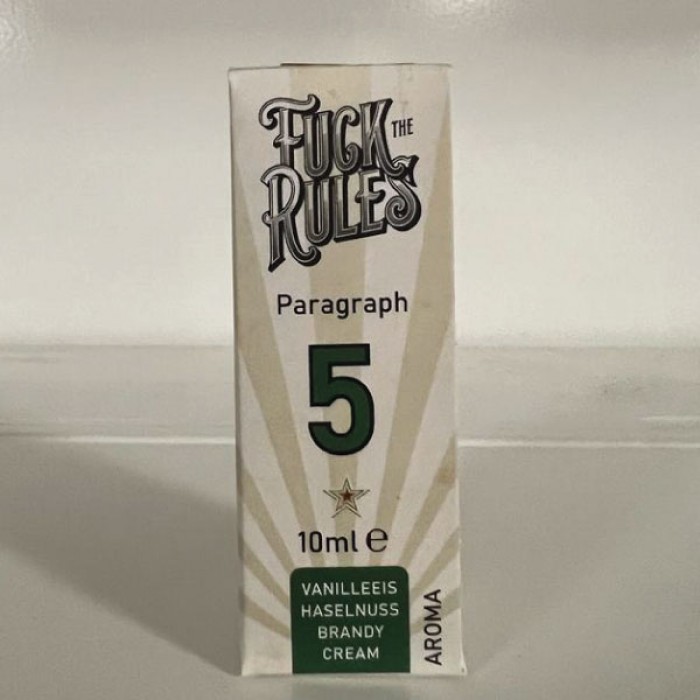 FUCK THE
RULES
Paragraph
5
10ml ℮
VANILLEEIS
HASELNUSS
BRANDY
CREAM
AROMA